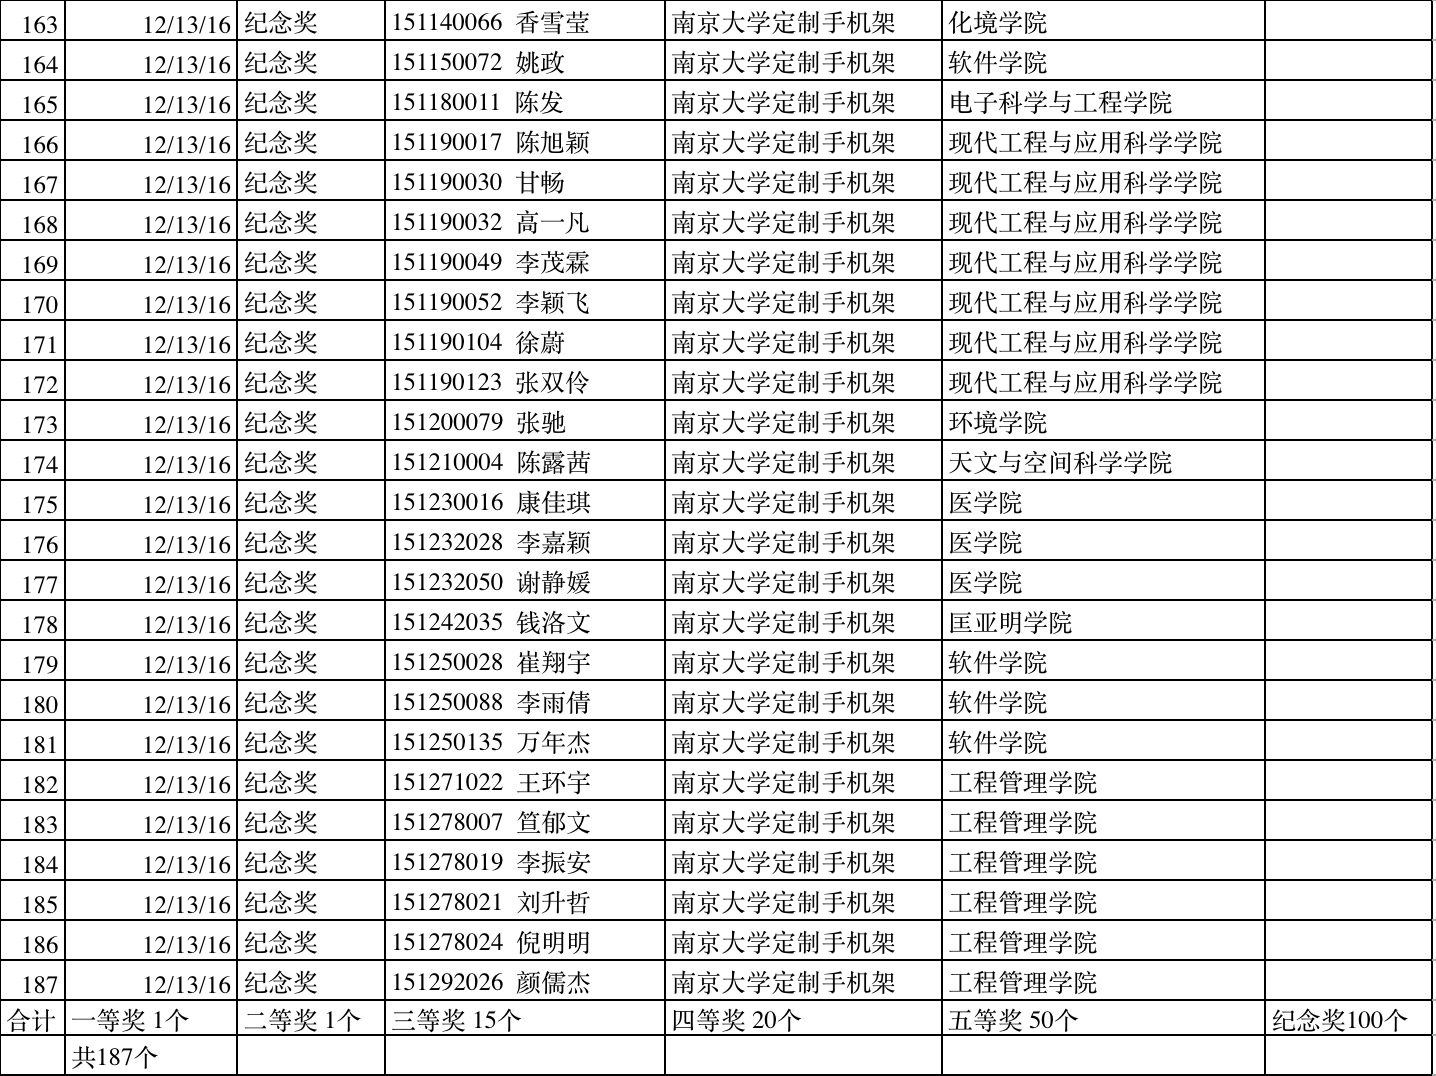 163 12/13/16 纪念奖 151140066 香雪莹 南京大学定制手机架 化境学院
164 12/13/16 纪念奖 151150072 姚政 南京大学定制手机架 软件学院
165 12/13/16 纪念奖 151180011 陈发 南京大学定制手机架 电子科学与工程学院
166 12/13/16 纪念奖 151190017 陈旭颖 南京大学定制手机架 现代工程与应用科学学院
167 12/13/16 纪念奖 151190030 甘畅 南京大学定制手机架 现代工程与应用科学学院
168 12/13/16 纪念奖 151190032 高一凡 南京大学定制手机架 现代工程与应用科学学院
169 12/13/16 纪念奖 151190049 李茂霖 南京大学定制手机架 现代工程与应用科学学院
170 12/13/16 纪念奖 151190052 李颖飞 南京大学定制手机架 现代工程与应用科学学院
171 12/13/16 纪念奖 151190104 徐蔚 南京大学定制手机架 现代工程与应用科学学院
172 12/13/16 纪念奖 151190123 张双伶 南京大学定制手机架 现代工程与应用科学学院
173 12/13/16 纪念奖 151200079 张驰 南京大学定制手机架 环境学院
174 12/13/16 纪念奖 151210004 陈露茜 南京大学定制手机架 天文与空间科学学院
175 12/13/16 纪念奖 151230016 康佳琪 南京大学定制手机架 医学院
176 12/13/16 纪念奖 151232028 李嘉颖 南京大学定制手机架 医学院
177 12/13/16 纪念奖 151232050 谢静媛 南京大学定制手机架 医学院
178 12/13/16 纪念奖 151242035 钱洛文 南京大学定制手机架 匡亚明学院
179 12/13/16 纪念奖 151250028 崔翔宇 南京大学定制手机架 软件学院
180 12/13/16 纪念奖 151250088 李雨倩 南京大学定制手机架 软件学院
181 12/13/16 纪念奖 151250135 万年杰 南京大学定制手机架 软件学院
182 12/13/16 纪念奖 151271022 王环宇 南京大学定制手机架 工程管理学院
183 12/13/16 纪念奖 151278007 笪郁文 南京大学定制手机架 工程管理学院
184 12/13/16 纪念奖 151278019 李振安 南京大学定制手机架 工程管理学院
185 12/13/16 纪念奖 151278021 刘升哲 南京大学定制手机架 工程管理学院
186 12/13/16 纪念奖 151278024 倪明明 南京大学定制手机架 工程管理学院
187 12/13/16 纪念奖 151292026 颜儒杰 南京大学定制手机架 工程管理学院
合计 一等奖 1个 二等奖 1个 三等奖 15个 四等奖 20个 五等奖 50个 纪念奖100个
共187个